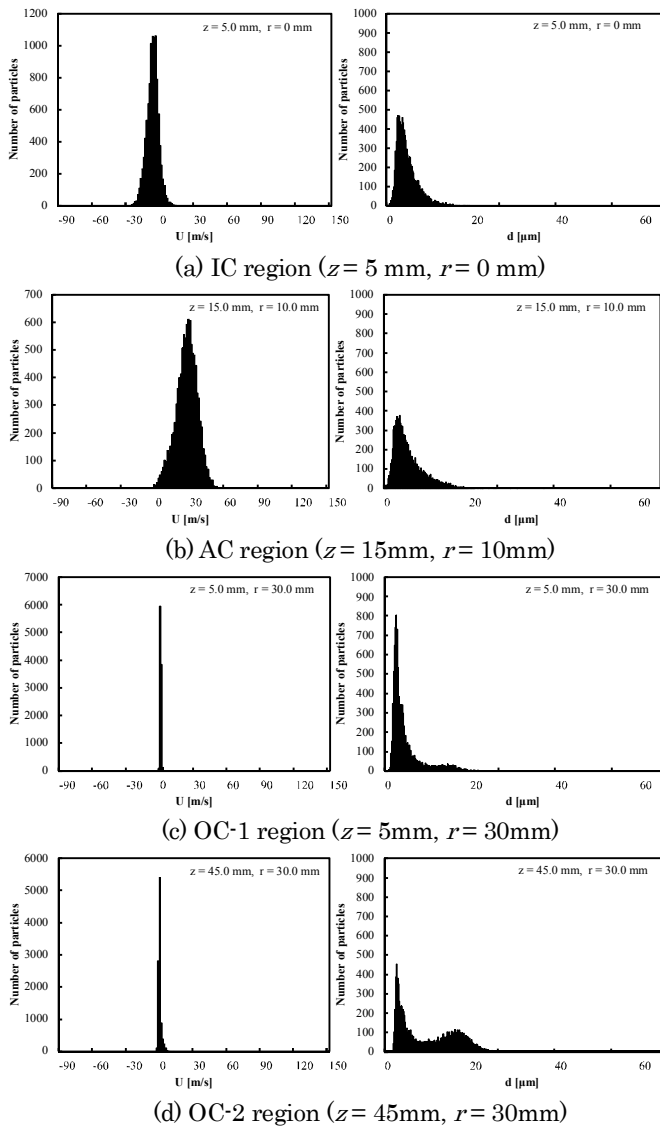 1200
1000
800
600
400
200
0
Number of particles
z = 5.0 mm, r = 0 mm
-90 -60 -30 0 30 60 90 120 150
U [m/s]
1000
900
800
700
600
500
400
300
200
100
0
Number of particles
z = 5.0 mm, r = 0 mm
0 20 40 60
d [μm]
(a) IC region (z = 5 mm, r = 0 mm)
700
600
500
400
300
200
100
0
Number of particles
z = 15.0 mm, r = 10.0 mm
-90 -60 -30 0 30 60 90 120 150
U [m/s]
1000
900
800
700
600
500
400
300
200
100
0
Number of particles
z = 15.0 mm, r = 10.0 mm
0 20 40 60
d [μm]
(b) AC region (z = 15mm, r = 10mm)
7000
6000
5000
4000
3000
2000
1000
0
Number of particles
z = 5.0 mm, r = 30.0 mm
-90 -60 -30 0 30 60 90 120 150
U [m/s]
1000
900
800
700
600
500
400
300
200
100
0
Number of particles
z = 5.0 mm, r = 30.0 mm
0 20 40 60
d [μm]
(c) OC-1 region (z = 5mm, r = 30mm)
6000
5000
4000
3000
2000
1000
0
Number of particles
z = 45.0 mm, r = 30.0 mm
-90 -60 -30 0 30 60 90 120 150
U [m/s]
1000
900
800
700
600
500
400
300
200
100
0
Number of particles
z = 45.0 mm, r = 30.0 mm
0 20 40 60
d [μm]
(d) OC-2 region (z = 45mm, r = 30mm)